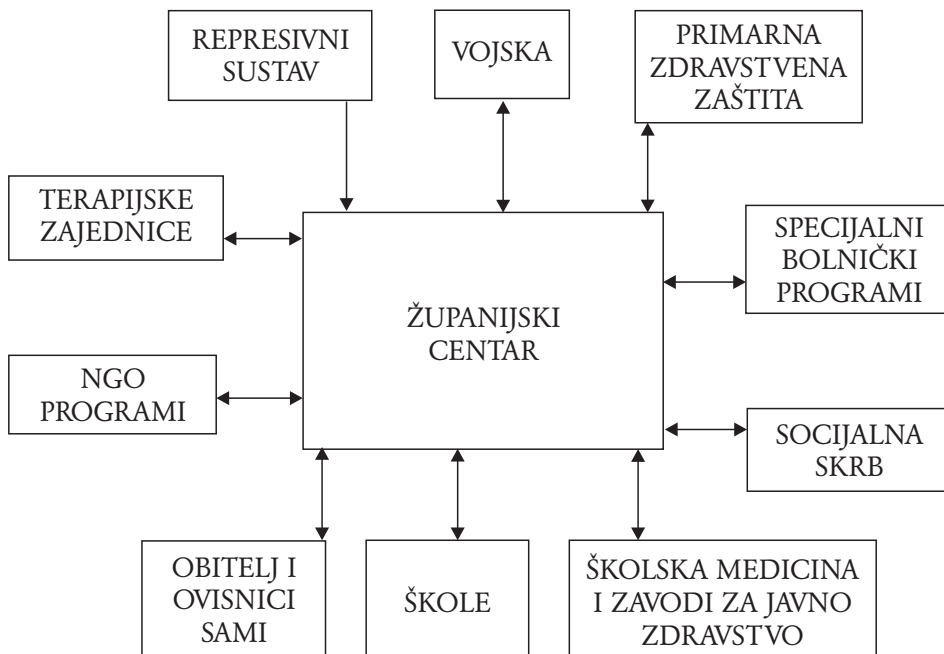 REPRESIVNI
SUSTAV
VOJSKA
PRIMARNA
ZDRAVSTVENA
ZAŠTITA
TERAPIJSKE
ZAJEDNICE
SPECIJALNI
BOLNIČKI
PROGRAMI
ŽUPANIJSKI
CENTAR
NGO
PROGRAMI
SOCIJALNA
SKRB
OBITELJ I
OVISNICI
SAMI
ŠKOLE
ŠKOLSKA MEDICINA
I ZAVODI ZA JAVNO
ZDRAVSTVO